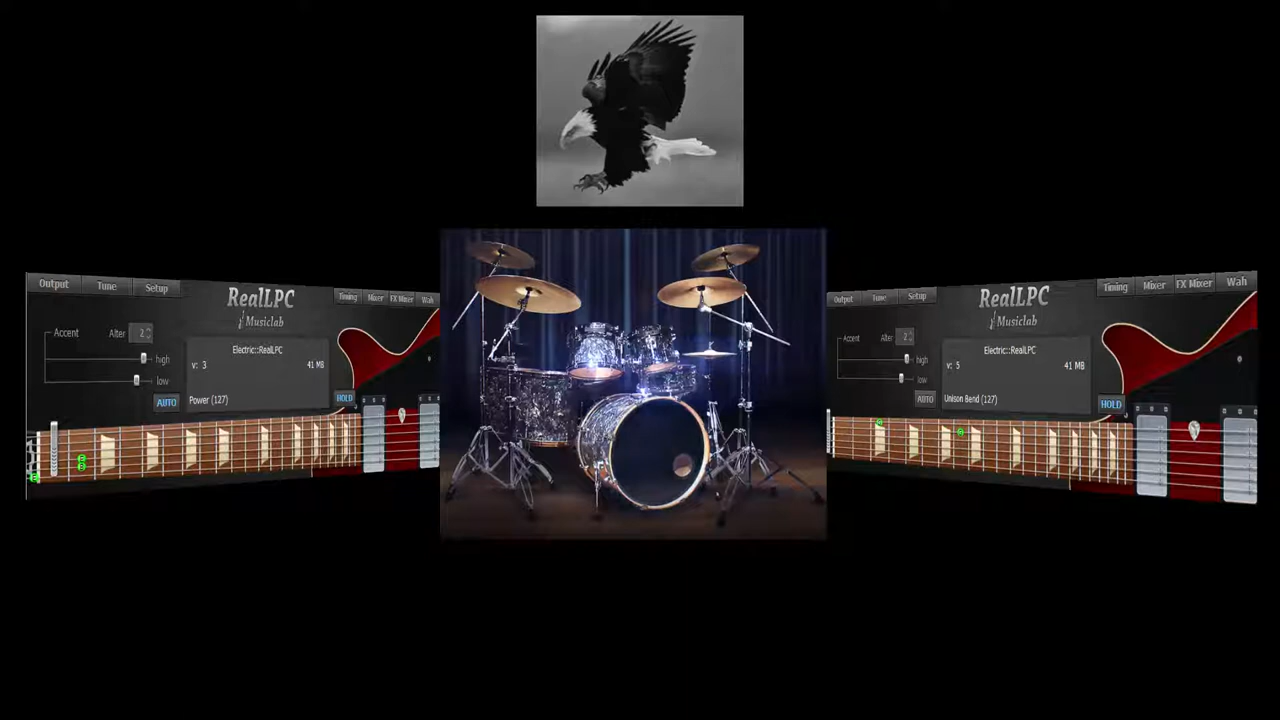 Output Tune Setup
RealLPC
Musiclab
Timing Mixer FX Mixer Wah
Accent Alter 2
high
low
AUTO
Electric::RealLPC
v: 3 41 MB
Power (127)
HOLD
Output Tune Setup
RealLPC
Musiclab
Timing Mixer FX Mixer Wah
Accent Alter 2
high
low
AUTO
Electric::RealLPC
v: 5 41 MB
Unison Bend (127)
HOLD